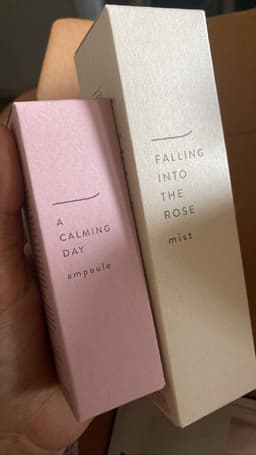 A
CALMING
DAY
ampoule
FALLING
INTO
THE
ROSE
mist